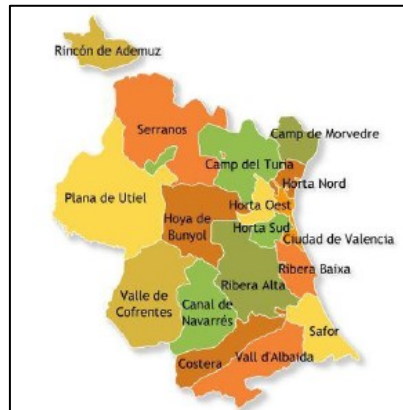 Rincón de Ademuz
Serranos
Camp de Morvedre
Camp del Turia
Horta Nord
Plana de Utiel
Horta Oest
Hoya de
Bunyol
Horta Sud
Ciudad de Valencia
Ribera Baixa
Ribera Alta
Valle de
Cofrentes
Canal de
Navarrés
Safor
Costera
Vall d'Albaida